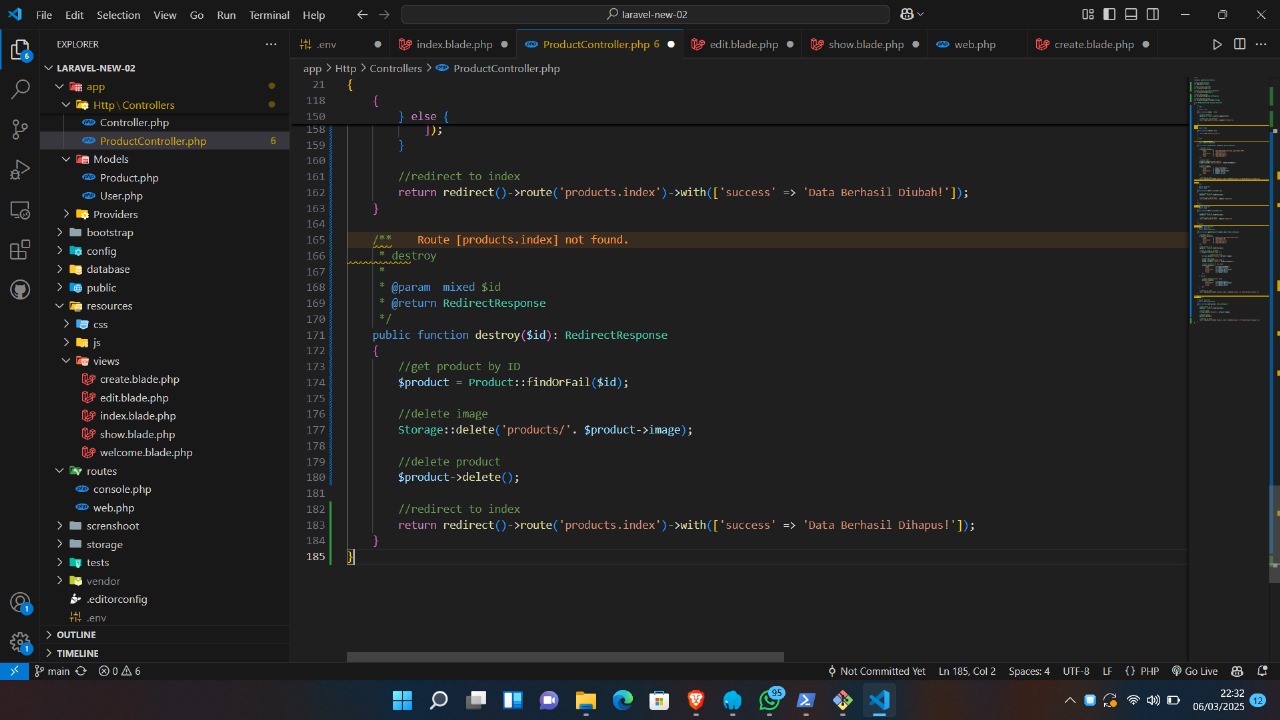 File Edit Selection View Go Run Terminal Help
laravel-new-02
EXPLORER
.env
index.blade.php
ProductController.php 6
edit.blade.php
show.blade.php
web.php
create.blade.php
app > Http > Controllers > ProductController.php
LARAVEL-NEW-02
app
Http \ Controllers
Controller.php
ProductController.php 6
Models
Product.php
User.php
Providers
bootstrap
config
database
public
resources
css
js
views
create.blade.php
edit.blade.php
index.blade.php
show.blade.php
welcome.blade.php
routes
console.php
web.php
scrernshoot
storage
tests
vendor
.editorconfig
.env
OUTLINE
TIMELINE
21 {
118 {
150 } else {
158 ]);
159 }
160
161 //redirect to index
162 return redirect()->route('products.index')->with(['success' => 'Data Berhasil Diubah!']);
163 }
164
165 /** Route [products.index] not found.
166 * destroy
167 *
168 * @param mixed $id
169 * @return RedirectResponse
170 */
171 public function destroy($id): RedirectResponse
172 {
173 //get product by ID
174 $product = Product::findOrFail($id);
175
176 //delete image
177 Storage::delete('products/'. $product->image);
178
179 //delete product
180 $product->delete();
181
182 //redirect to index
183 return redirect()->route('products.index')->with(['success' => 'Data Berhasil Dihapus!']);
184 }
185 }
6
1
1
main 0 6
Not Committed Yet Ln 185, Col 2 Spaces: 4 UTF-8 LF {} PHP Go Live
95
22:32
06/03/2025
12